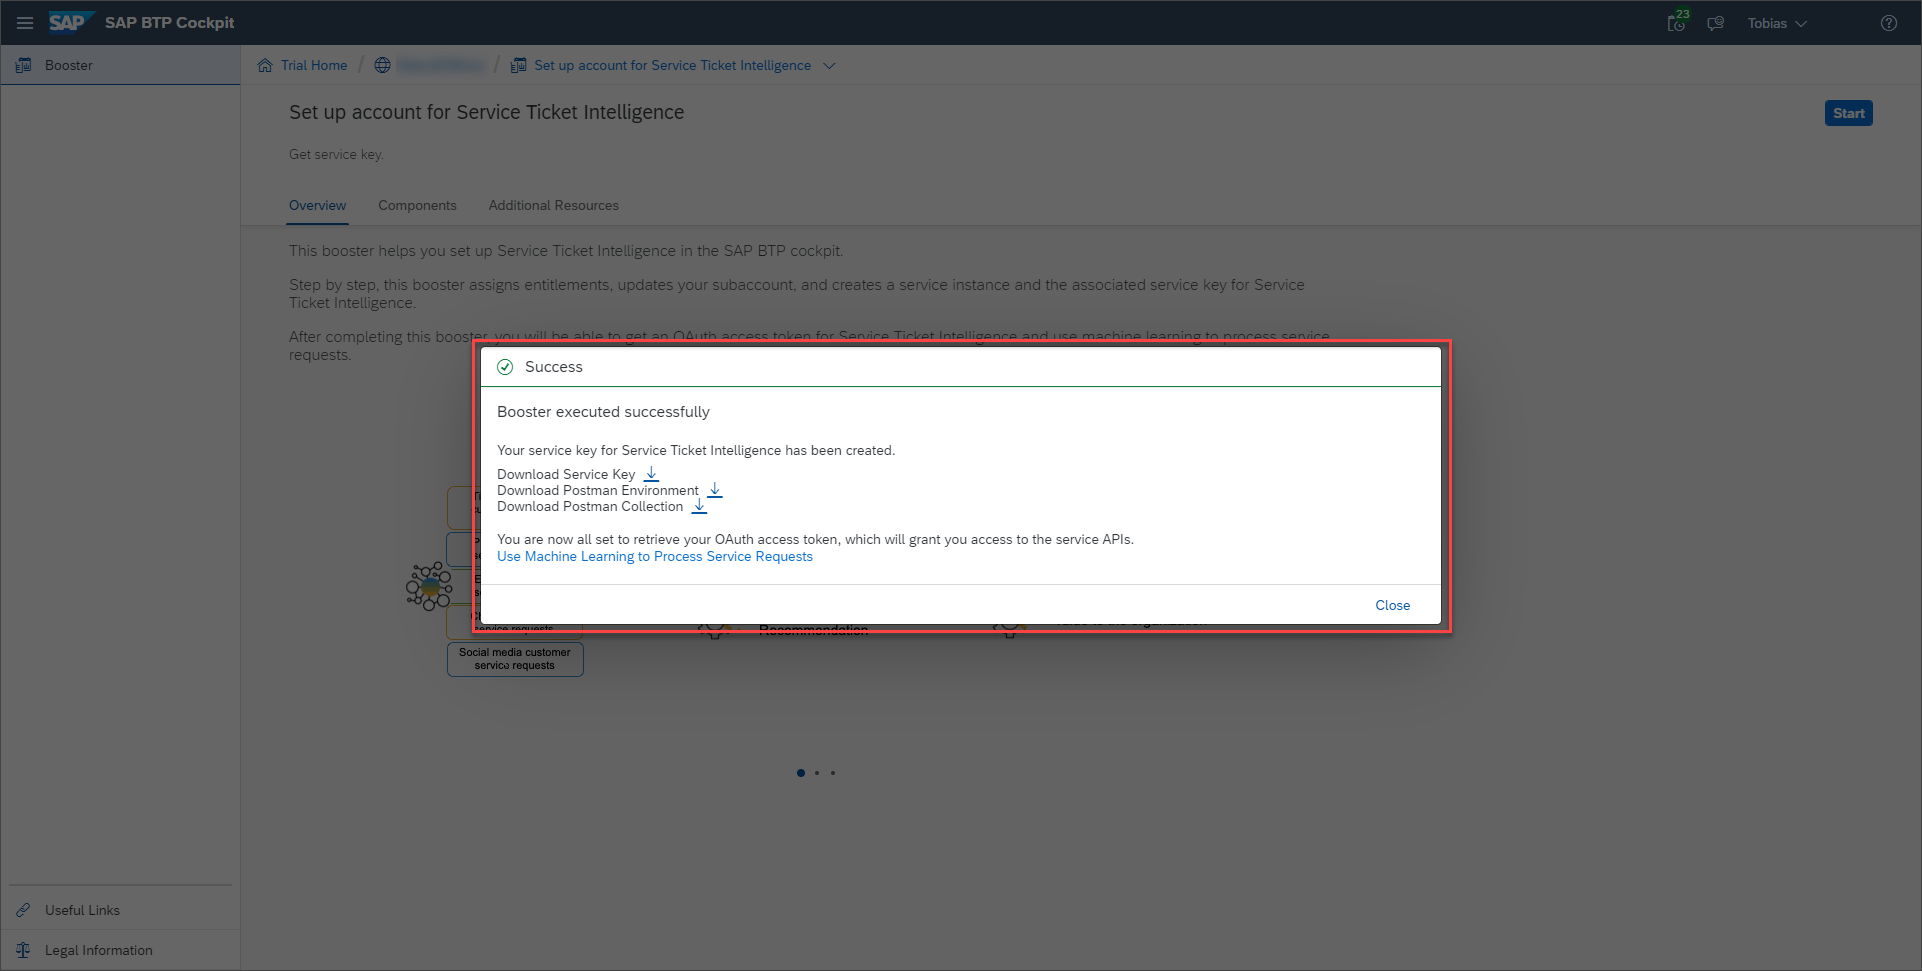 SAP SAP BTP Cockpit
23
Tobias
Booster
Trial Home / / Set up account for Service Ticket Intelligence
Set up account for Service Ticket Intelligence
Start
Get service key.
Overview Components Additional Resources
This booster helps you set up Service Ticket Intelligence in the SAP BTP cockpit.
Step by step, this booster assigns entitlements, updates your subaccount, and creates a service instance and the associated service key for Service
Ticket Intelligence.
After completing this booster, you will be able to get an OAuth access token for Service Ticket Intelligence and use machine learning to process service
requests.
Success
Booster executed successfully
Your service key for Service Ticket Intelligence has been created.
Download Service Key
Download Postman Environment
Download Postman Collection
You are now all set to retrieve your OAuth access token, which will grant you access to the service APIs.
Use Machine Learning to Process Service Requests
Close
service requests
Recommendation
Social media customer
service requests
Useful Links
Legal Information